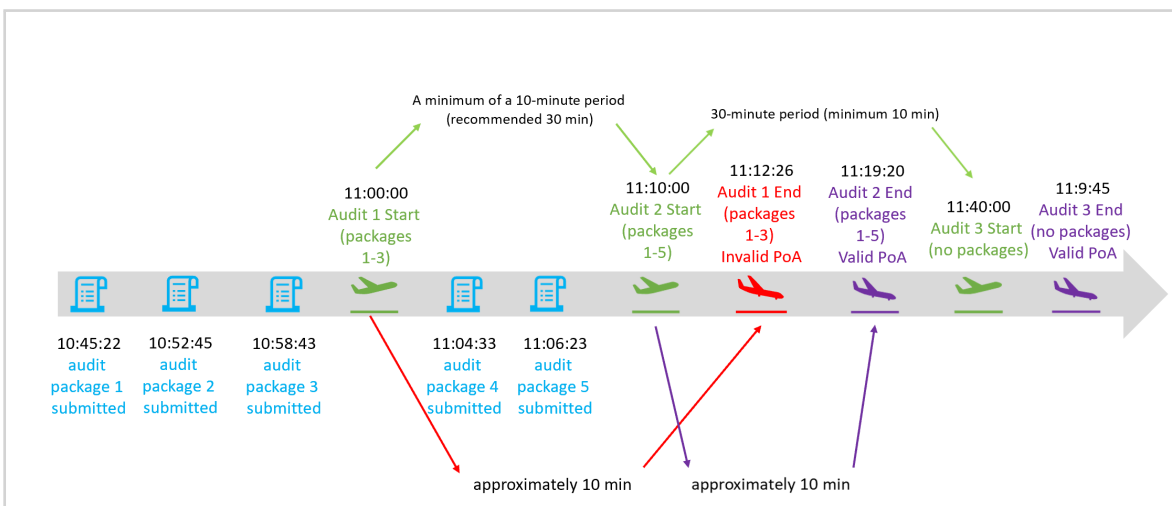 A minimum of a 10-minute period
(recommended 30 min)
30-minute period (minimum 10 min)
11:00:00
Audit 1 Start
(packages
1-3)
11:10:00
Audit 2 Start
(packages
1-5)
11:12:26
Audit 1 End
(packages
1-3)
Invalid PoA
11:19:20
Audit 2 End
(packages
1-5)
Valid PoA
11:40:00
Audit 3 Start
(no packages)
11:9:45
Audit 3 End
(no packages)
Valid PoA
10:45:22
audit
package 1
submitted
10:52:45
audit
package 2
submitted
10:58:43
audit
package 3
submitted
11:04:33
audit
package 4
submitted
11:06:23
audit
package 5
submitted
approximately 10 min
approximately 10 min